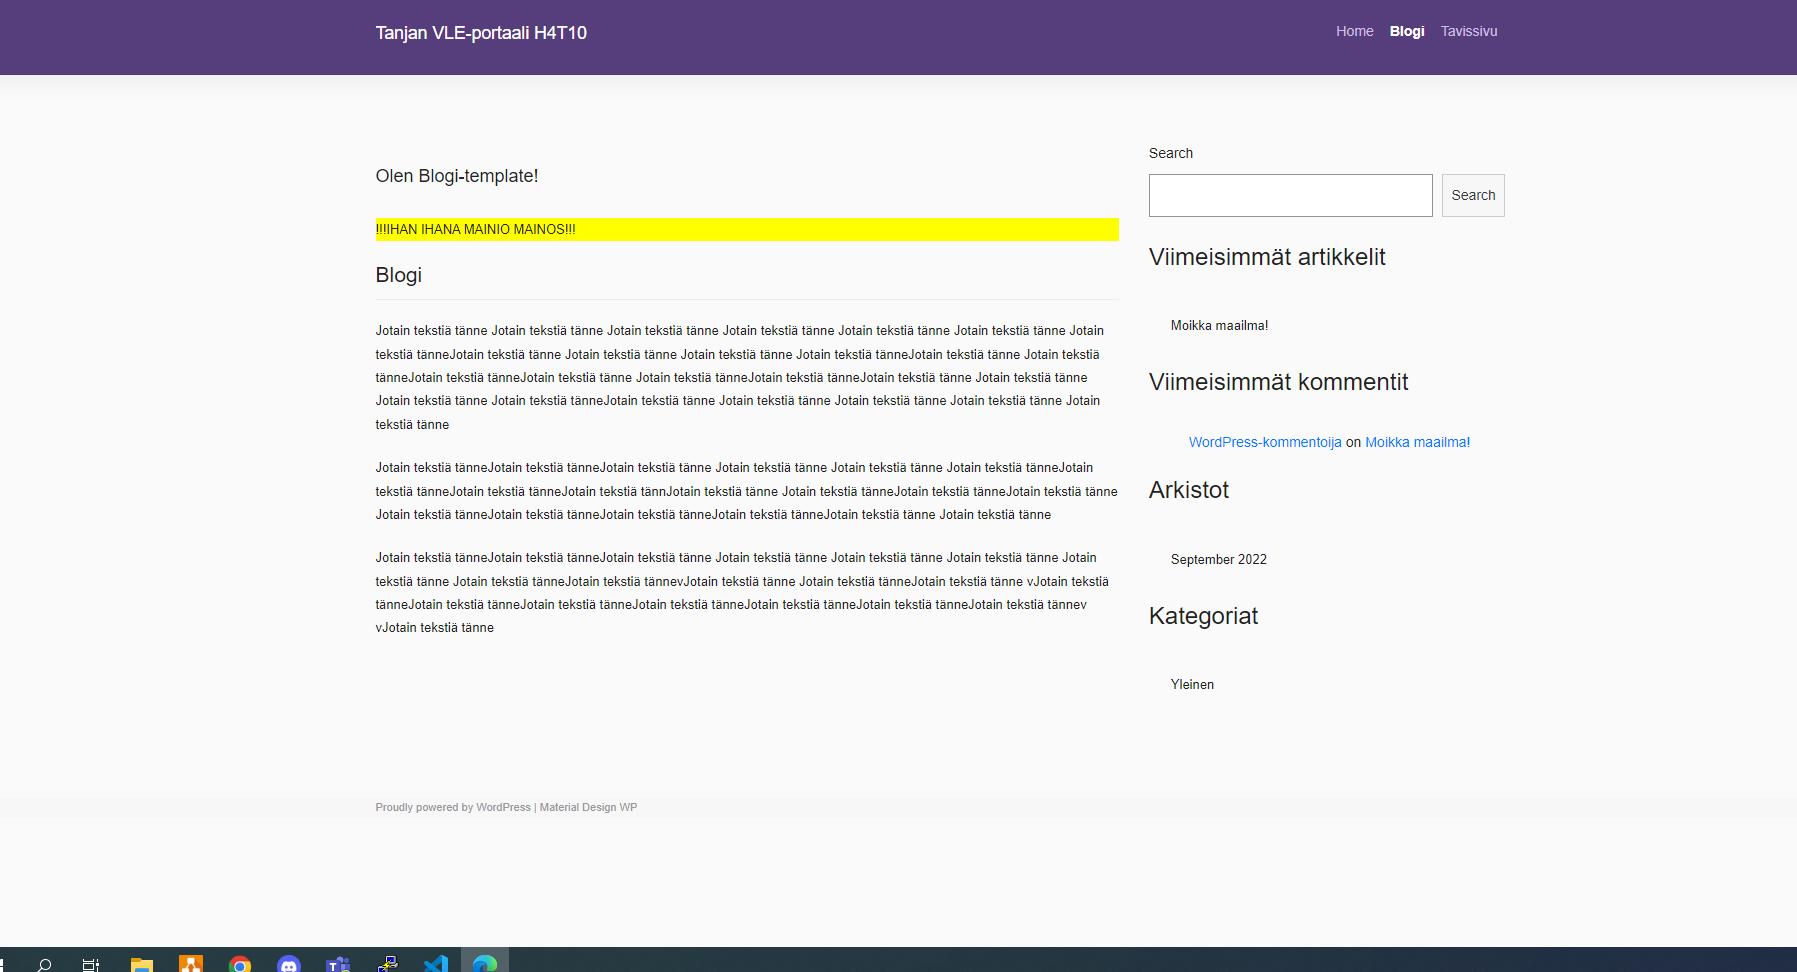 Tanjan VLE-portaali H4T10
Home Blogi Tavissivu
Olen Blogi-template!
!!!IHAN IHANA MAINIO MAINOS!!!
Blogi
Jotain tekstiä tänne Jotain tekstiä tänne Jotain tekstiä tänne Jotain tekstiä tänne Jotain tekstiä tänne Jotain tekstiä tänne Jotain
tekstiä tänneJotain tekstiä tänne Jotain tekstiä tänne Jotain tekstiä tänne Jotain tekstiä tänneJotain tekstiä tänne Jotain tekstiä
tänneJotain tekstiä tänneJotain tekstiä tänne Jotain tekstiä tänneJotain tekstiä tänneJotain tekstiä tänne Jotain tekstiä tänne
Jotain tekstiä tänne Jotain tekstiä tänneJotain tekstiä tänne Jotain tekstiä tänne Jotain tekstiä tänne Jotain tekstiä tänne Jotain
tekstiä tänne
Jotain tekstiä tänneJotain tekstiä tänneJotain tekstiä tänne Jotain tekstiä tänne Jotain tekstiä tänne Jotain tekstiä tänneJotain
tekstiä tänneJotain tekstiä tänneJotain tekstiä tännJotain tekstiä tänne Jotain tekstiä tänneJotain tekstiä tänneJotain tekstiä tänne
Jotain tekstiä tänneJotain tekstiä tänneJotain tekstiä tänneJotain tekstiä tänneJotain tekstiä tänne Jotain tekstiä tänne
Jotain tekstiä tänneJotain tekstiä tänneJotain tekstiä tänne Jotain tekstiä tänne Jotain tekstiä tänne Jotain tekstiä tänne Jotain
tekstiä tänne Jotain tekstiä tänneJotain tekstiä tännevJotain tekstiä tänne Jotain tekstiä tänneJotain tekstiä tänne vJotain tekstiä
tänneJotain tekstiä tänneJotain tekstiä tänneJotain tekstiä tänneJotain tekstiä tänneJotain tekstiä tänneJotain tekstiä tännev
vJotain tekstiä tänne
Search
Search
Viimeisimmät artikkelit
Moikka maailma!
Viimeisimmät kommentit
WordPress-kommentoija on Moikka maailma!
Arkistot
September 2022
Kategoriat
Yleinen
Proudly powered by WordPress | Material Design WP